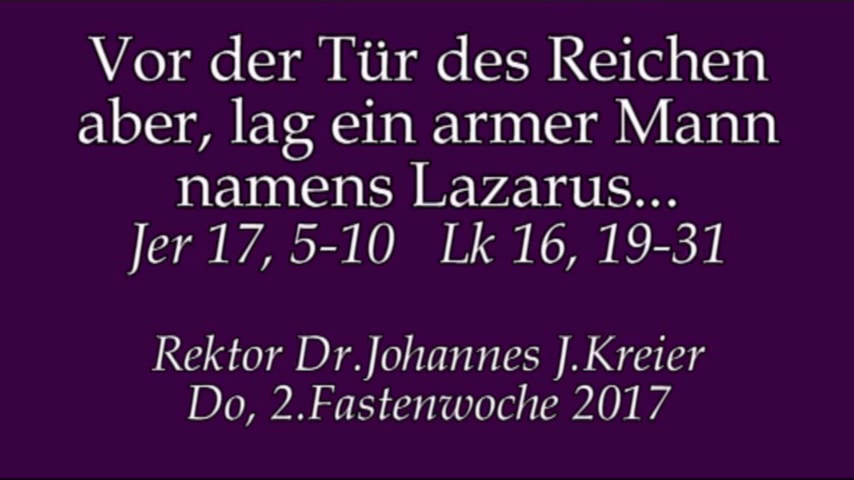 Vor der Tür des Reichen
aber, lag ein armer Mann
namens Lazarus...
Jer 17, 5-10 Lk 16, 19-31
Rektor Dr.Johannes J.Kreier
Do, 2.Fastenwoche 2017